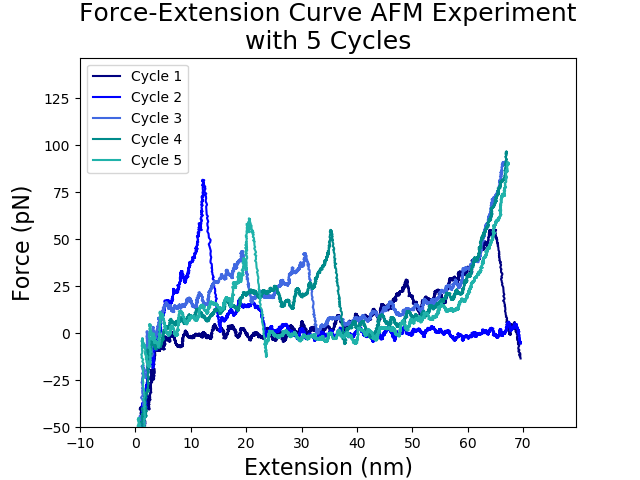 Force-Extension Curve AFM Experiment
with 5 Cycles
Cycle 1
Cycle 2
Cycle 3
Cycle 4
Cycle 5
Force (pN)
125
100
75
50
25
0
−25
−50
−10 0 10 20 30 40 50 60 70
Extension (nm)